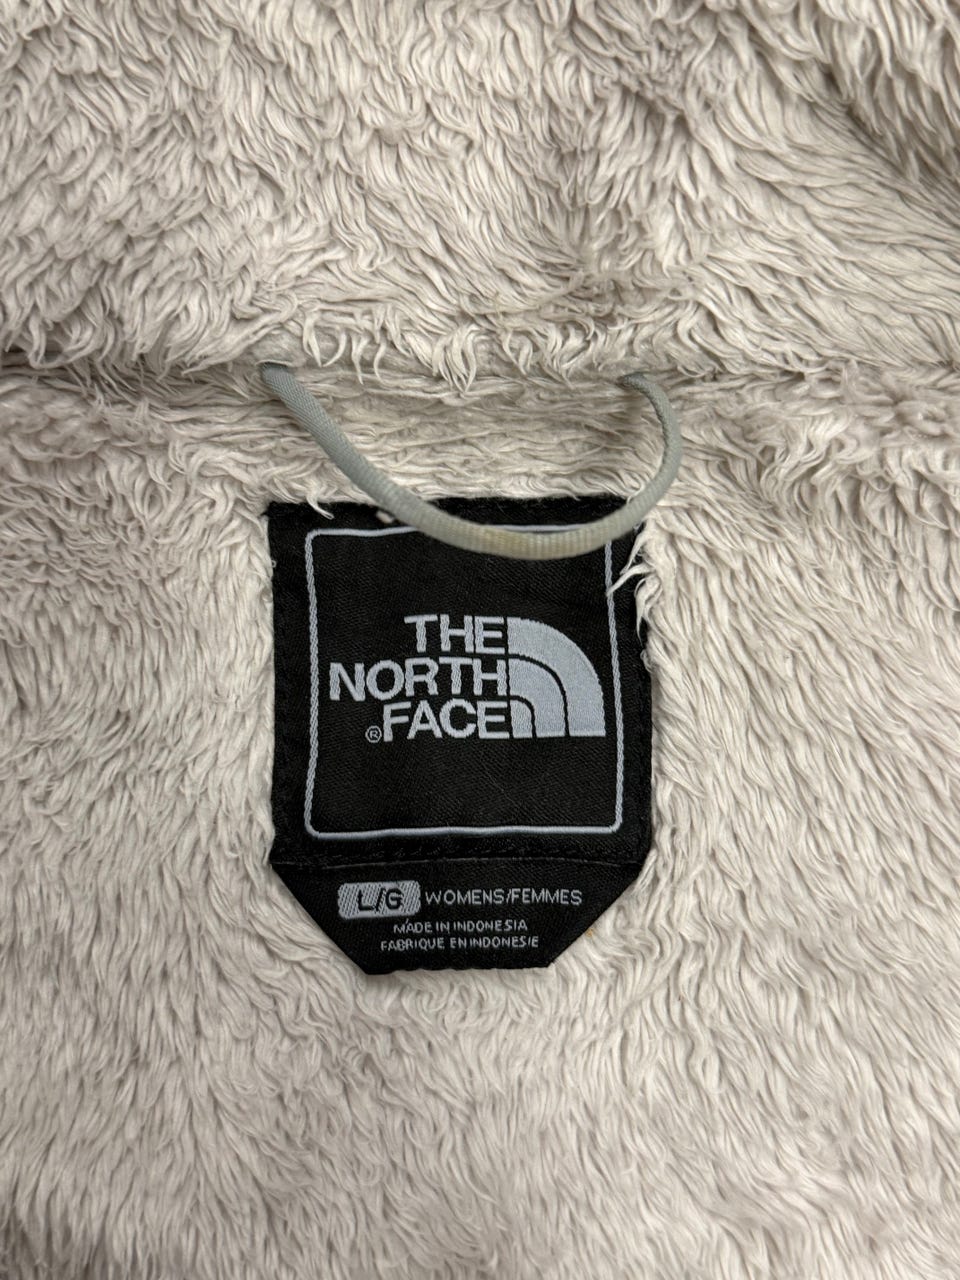 THE
NORTH
®FACE
L/G WOMENS/FEMMES
MADE IN INDONESIA
FABRIQUE EN INDONESIE